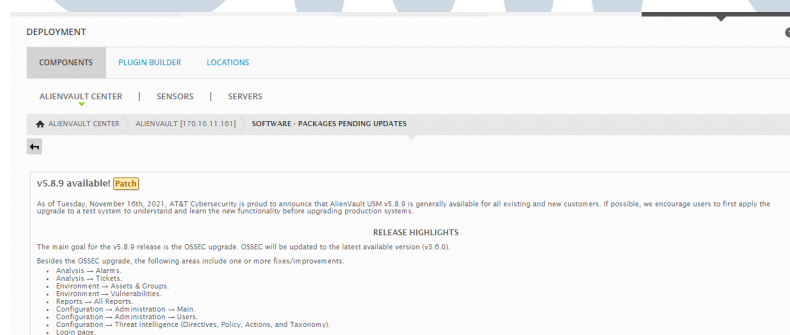 DEPLOYMENT
COMPONENTS PLUGIN BUILDER LOCATIONS
ALIENVAULT CENTER | SENSORS | SERVERS
ALIENVAULT CENTER ALIENVAULT [170.10.11.161] SOFTWARE - PACKAGES PENDING UPDATES
v5.8.9 available! Patch
As of Tuesday, November 16th, 2021, AT&T Cybersecurity is proud to announce that AlienVault USM v5.8.9 is generally available for all existing and new customers. If possible, we encourage users to first apply the
upgrade to a test system to understand and learn the new functionality before upgrading production systems.
RELEASE HIGHLIGHTS
The main goal for the v5.8.9 release is the OSSEC upgrade. OSSEC will be updated to the latest available version (v3.6.0).
Besides the OSSEC upgrade, the following areas include one or more fixes/improvements:
• Analysis → Alarms.
• Analysis → Tickets.
• Environment → Assets & Groups.
• Environment → Vulnerabilities.
• Reports → All Reports.
• Configuration → Administration → Main.
• Configuration → Administration → Users.
• Configuration → Threat Intelligence (Directives, Policy, Actions, and Taxonomy).
• Login page.